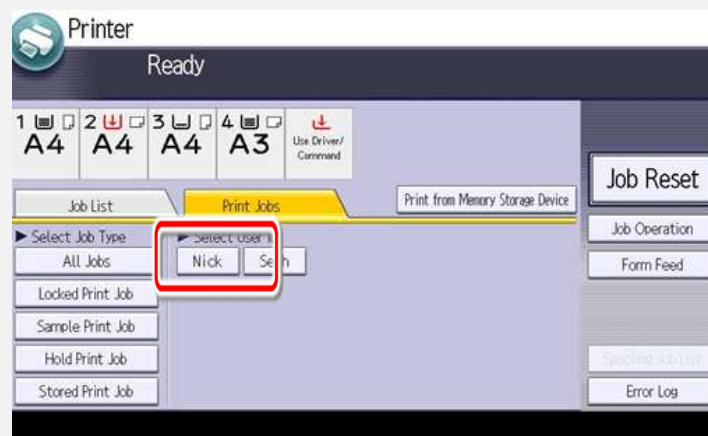 Printer
Ready
1 2 3 4
A4 A4 A4 A3 Use Driver/
Command
Job List Print Jobs Print from Memory Storage Device
Job Reset
► Select Job Type ► Select User
All Jobs Nick
Job Operation
Locked Print Job
Form Feed
Sample Print Job
Hold Print Job
Stored Print Job
Error Log